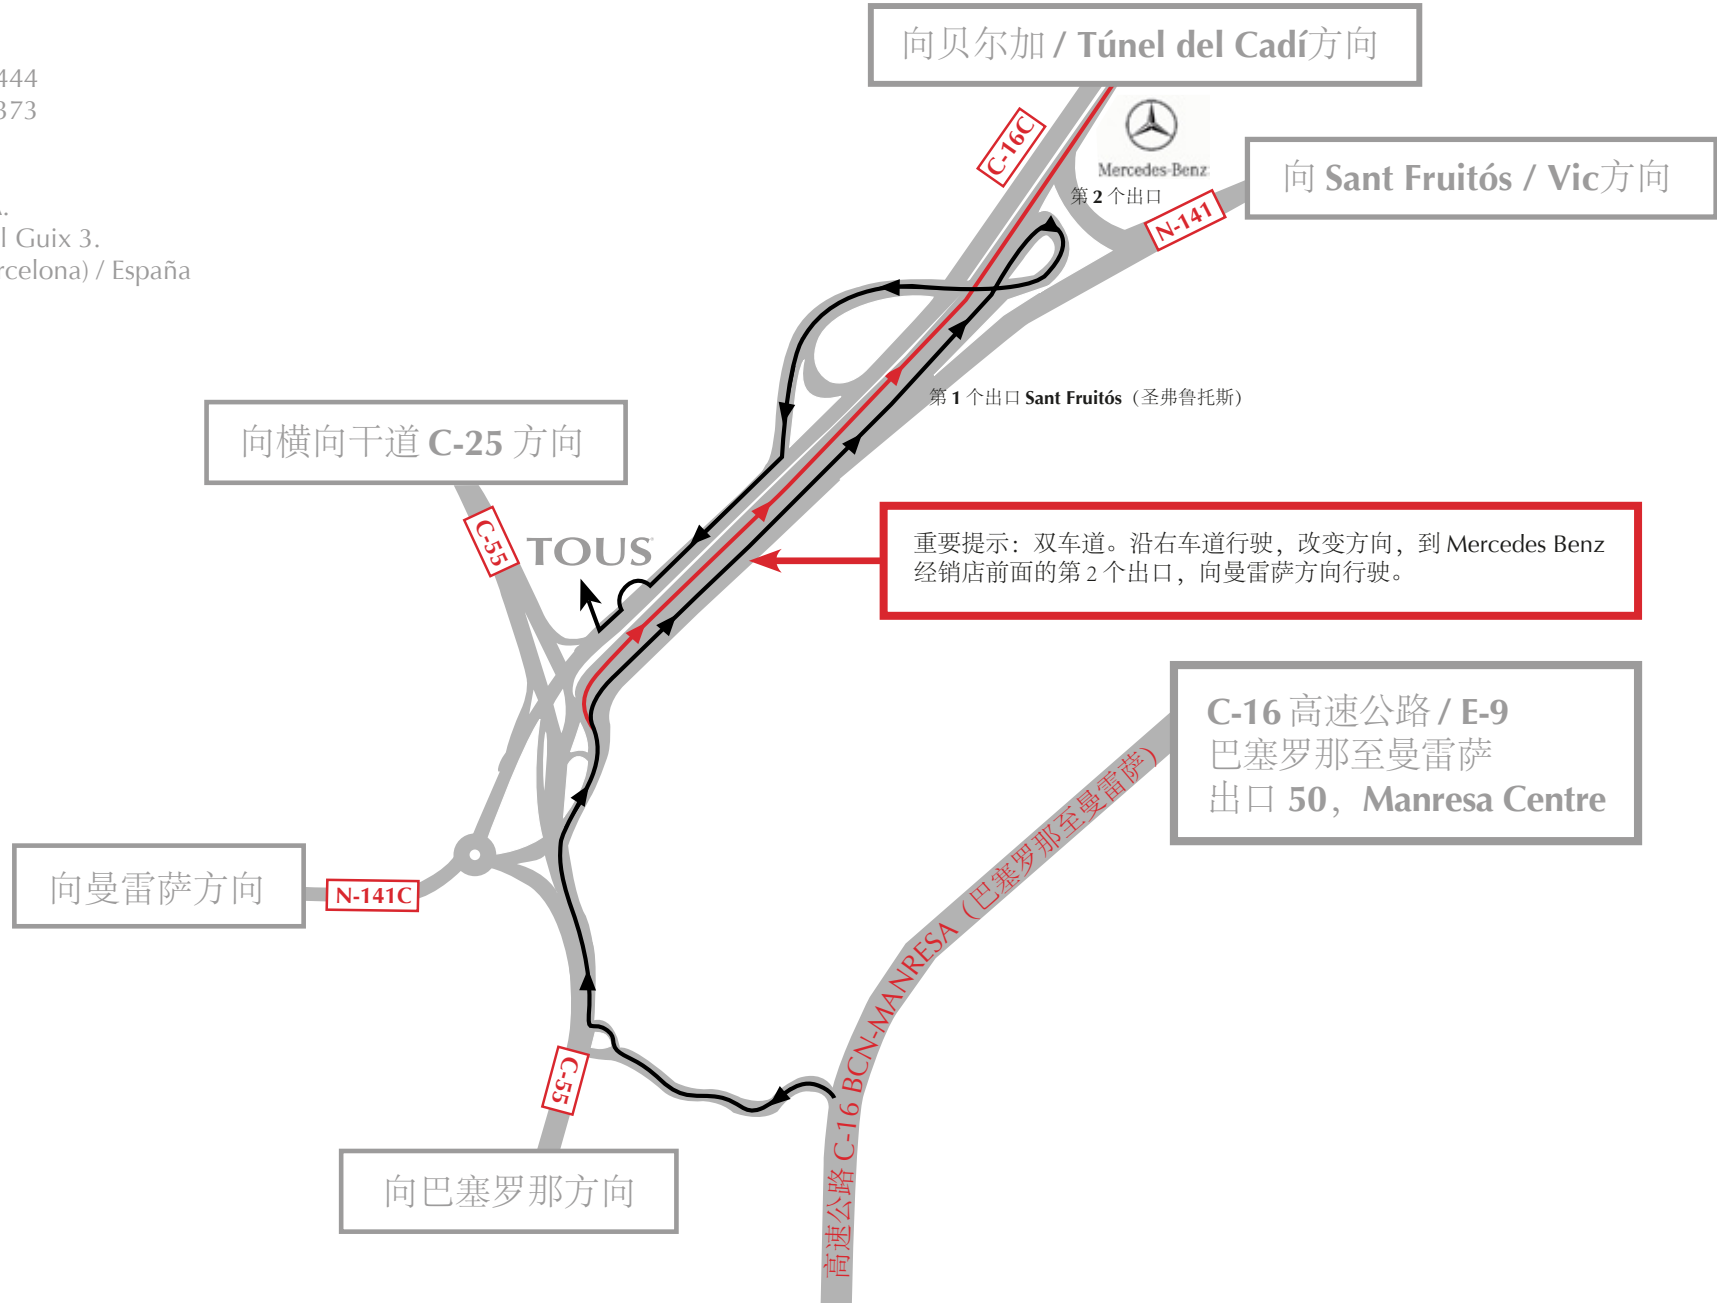 444
373
A.
l Guix 3.
rcelona) / España
向贝尔加 / Túnel del Cadí方向
C-16C
Mercedes-Benz
第 2 个出口
向 Sant Fruitós / Vic方向
N-141
第 1 个出口 Sant Fruitós（圣弗鲁托斯）
向横向干道 C-25 方向
C-55
TOUS
重要提示：双车道。沿右车道行驶，改变方向，到 Mercedes Benz
经销店前面的第 2 个出口，向曼雷萨方向行驶。
C-16 高速公路 / E-9
巴塞罗那至曼雷萨
出口 50，Manresa Centre
向曼雷萨方向
N-141C
高速公路 C-16 BCN-MANRESA（巴塞罗那至曼雷萨）
C-55
向巴塞罗那方向